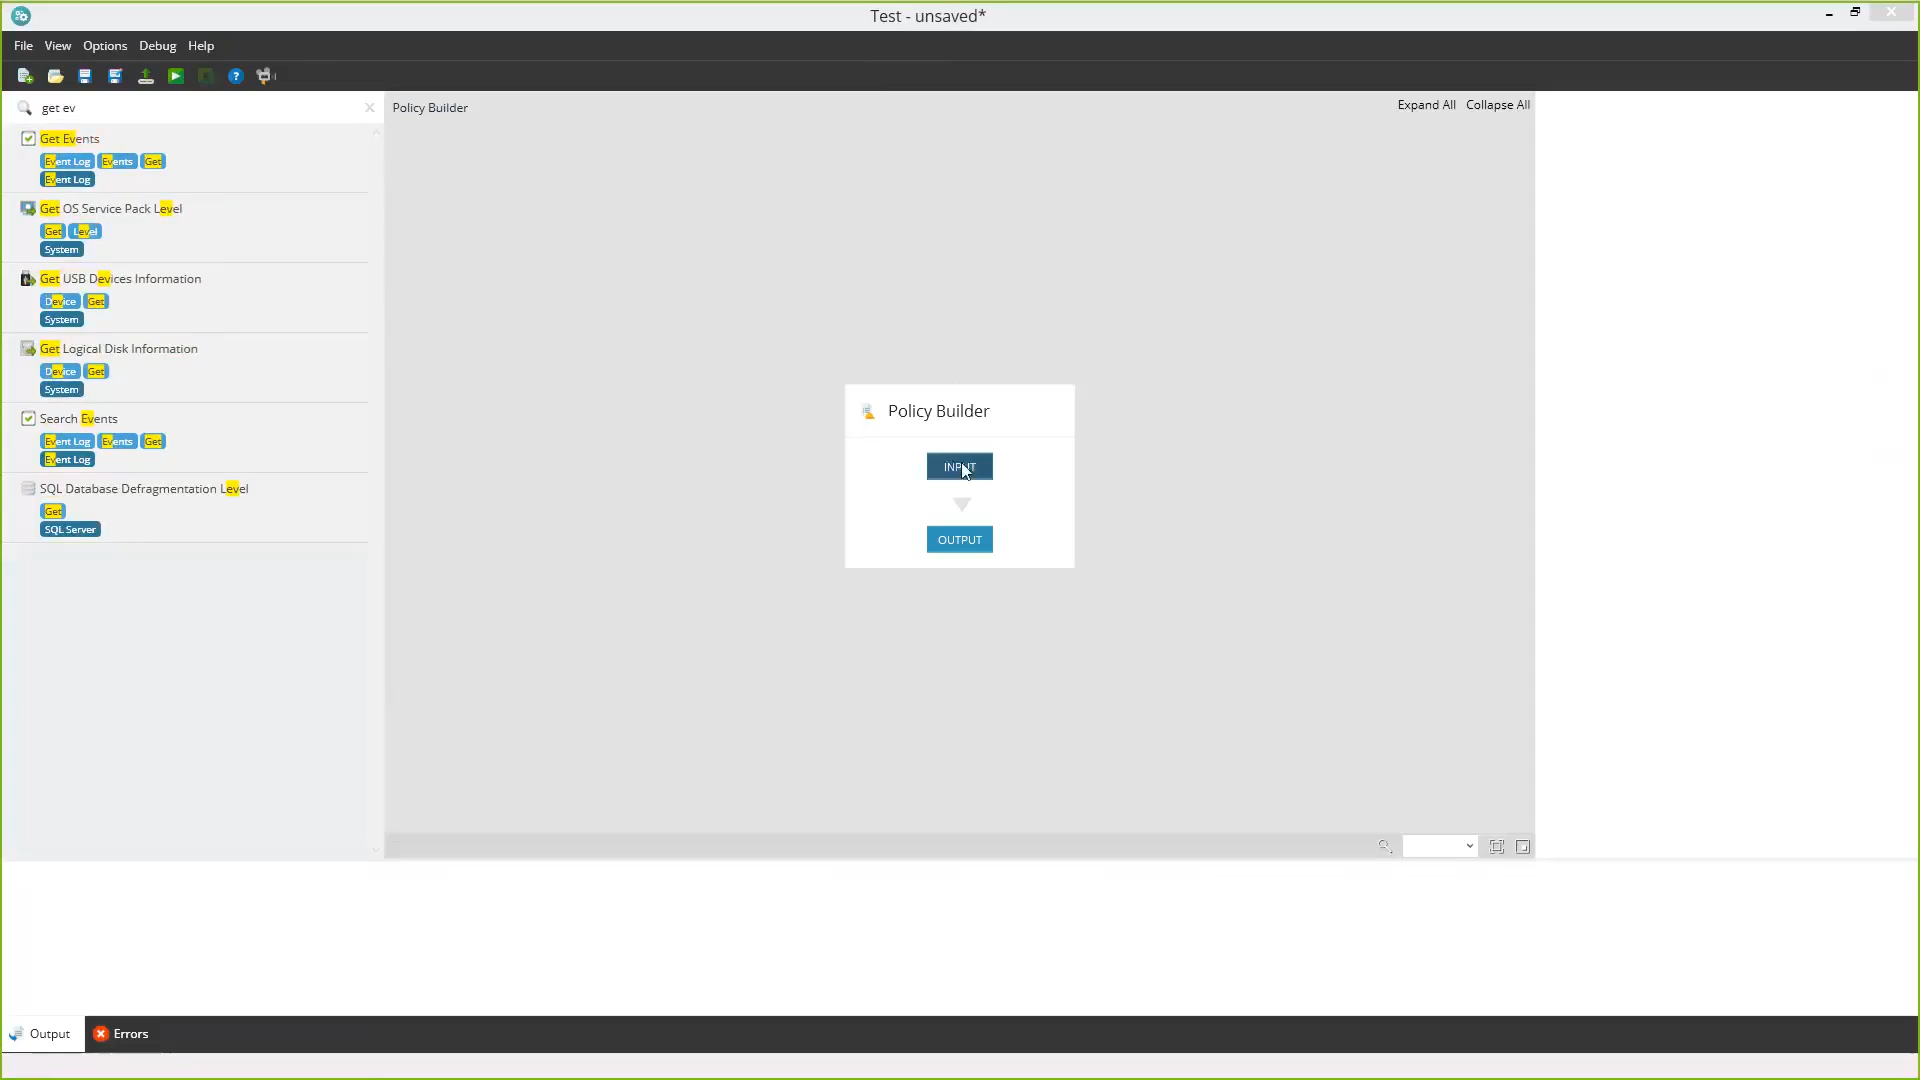 Test - unsaved*
File View Options Debug Help
get ev
Policy Builder
Expand All Collapse All
Get Events
Event Log Events Get
Event Log
Get OS Service Pack Level
Get Level
System
Get USB Devices Information
Device Get
System
Get Logical Disk Information
Device Get
System
Search Events
Event Log Events Get
Event Log
SQL Database Defragmentation Level
Get
SQL Server
Policy Builder
INPUT
OUTPUT
Output Errors